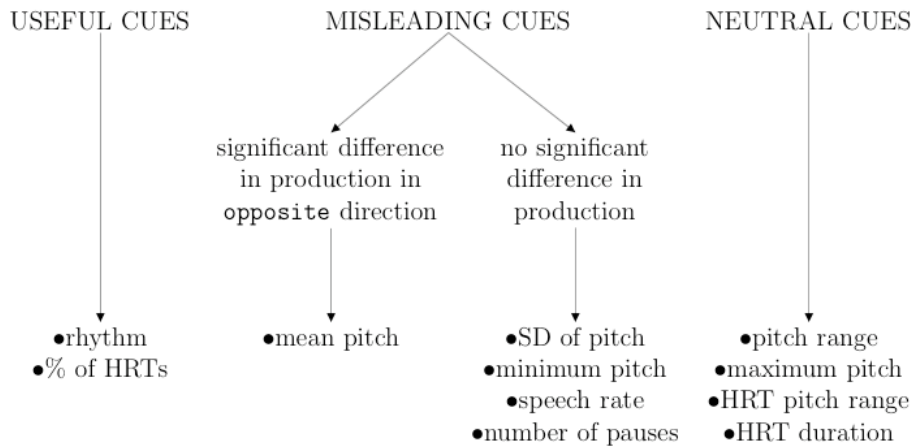 USEFUL CUES
MISLEADING CUES
NEUTRAL CUES
significant difference
in production in
opposite direction
no significant
difference in
production
•rhythm
•% of HRTs
•mean pitch
•SD of pitch
•minimum pitch
•speech rate
•number of pauses
•pitch range
•maximum pitch
•HRT pitch range
•HRT duration